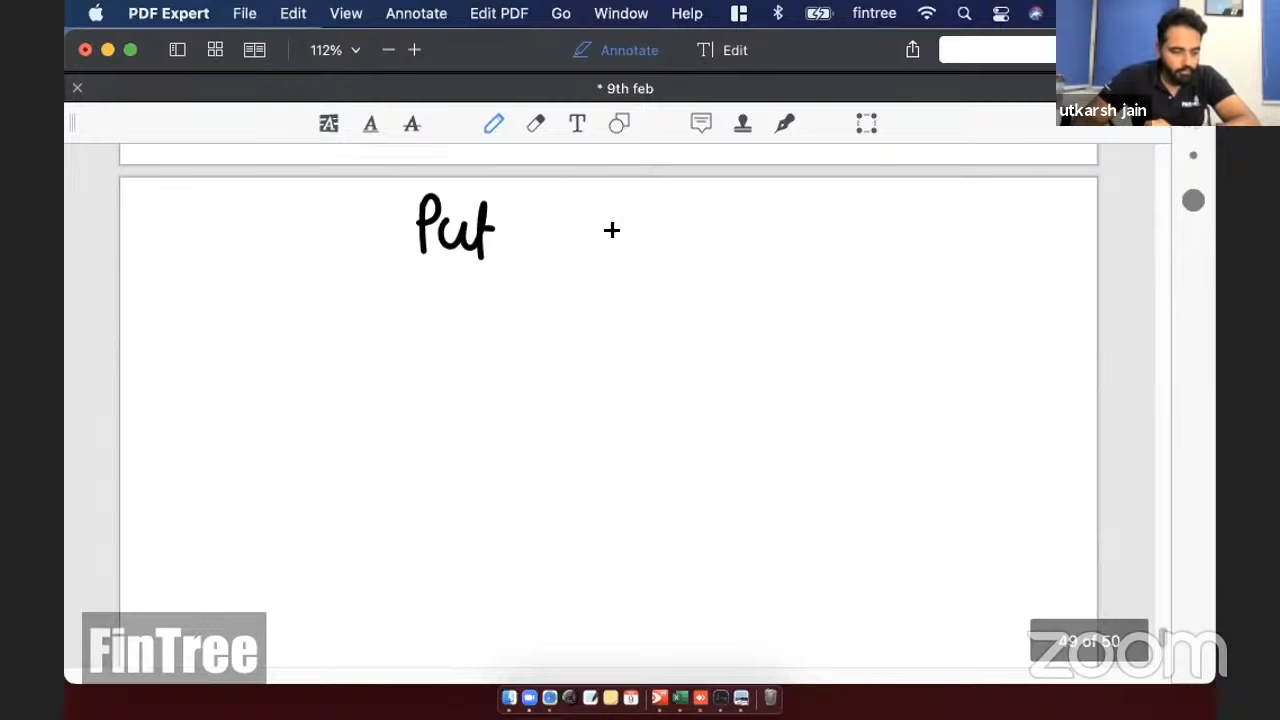 PDF Expert File Edit View Annotate Edit PDF Go Window Help fintree
112% Annotate T Edit
* 9th feb
utkarsh jain
Put
49 of 50
FinTree
zoom